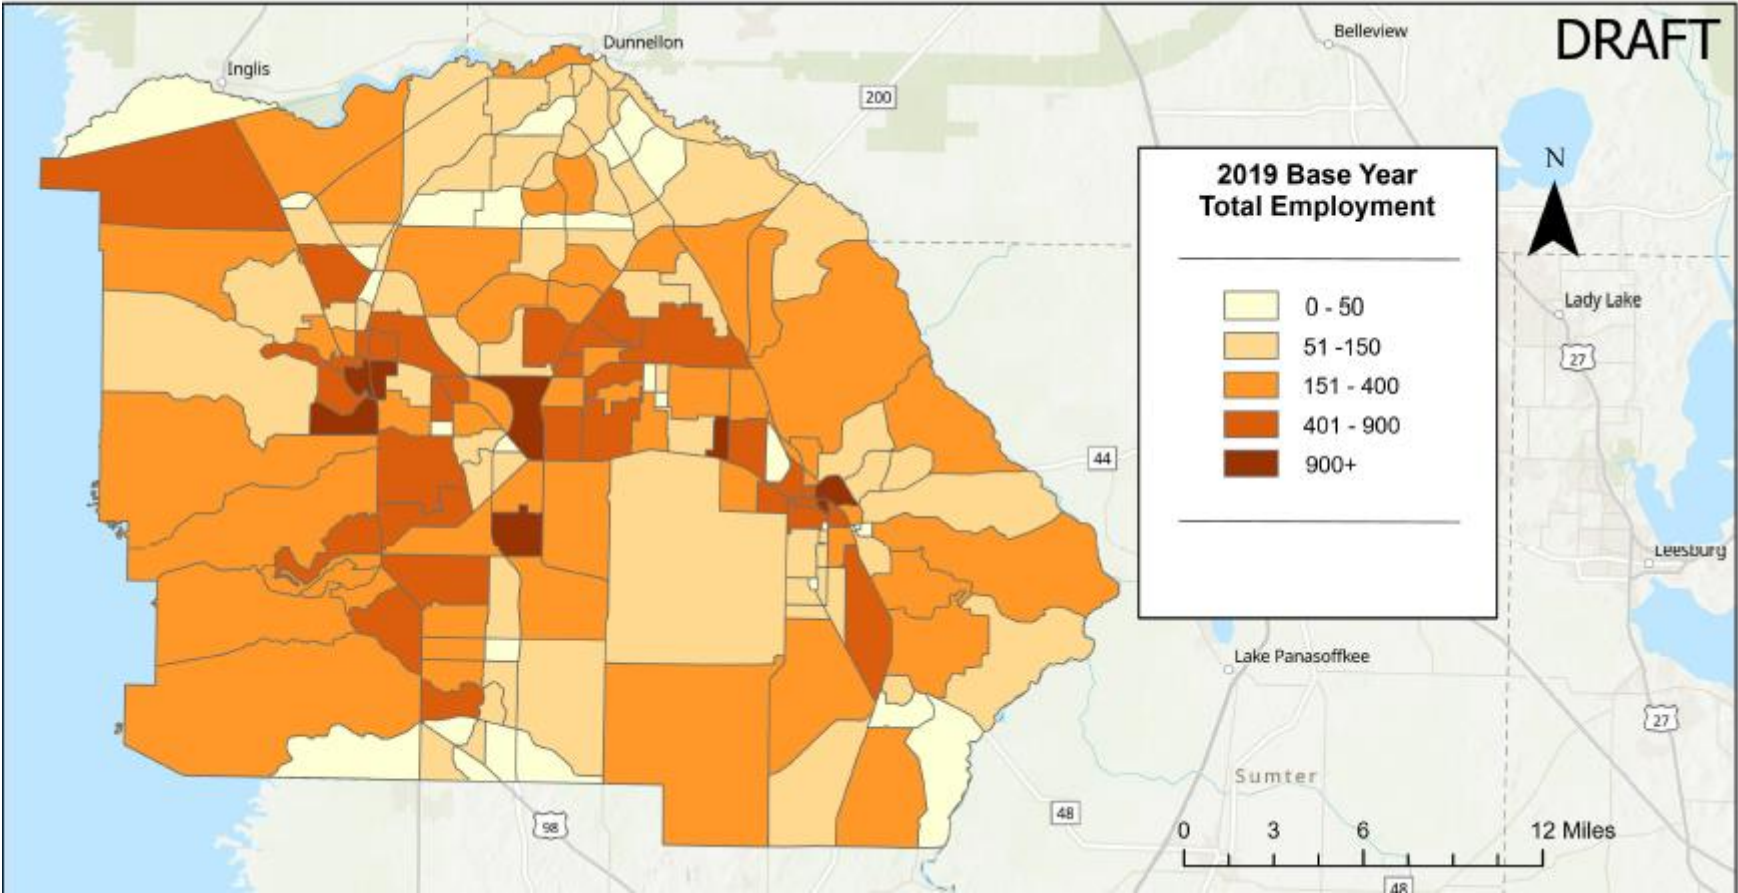 DRAFT
Belleview
Dunnellon
Inglis
200
N
2019 Base Year
Total Employment
0 - 50
51 -150
151 - 400
401 - 900
900+
Lady Lake
27
44
Leesburg
Lake Panasoffkee
27
Sumter
48
98
0 3 6 12 Miles
48